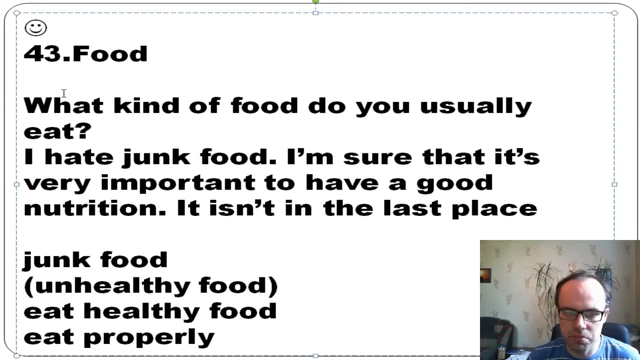 43.Food
What kind of food do you usually
eat?
I hate junk food. I’m sure that it’s
very important to have a good
nutrition. It isn’t in the last place
junk food
(unhealthy food)
eat healthy food
eat properly